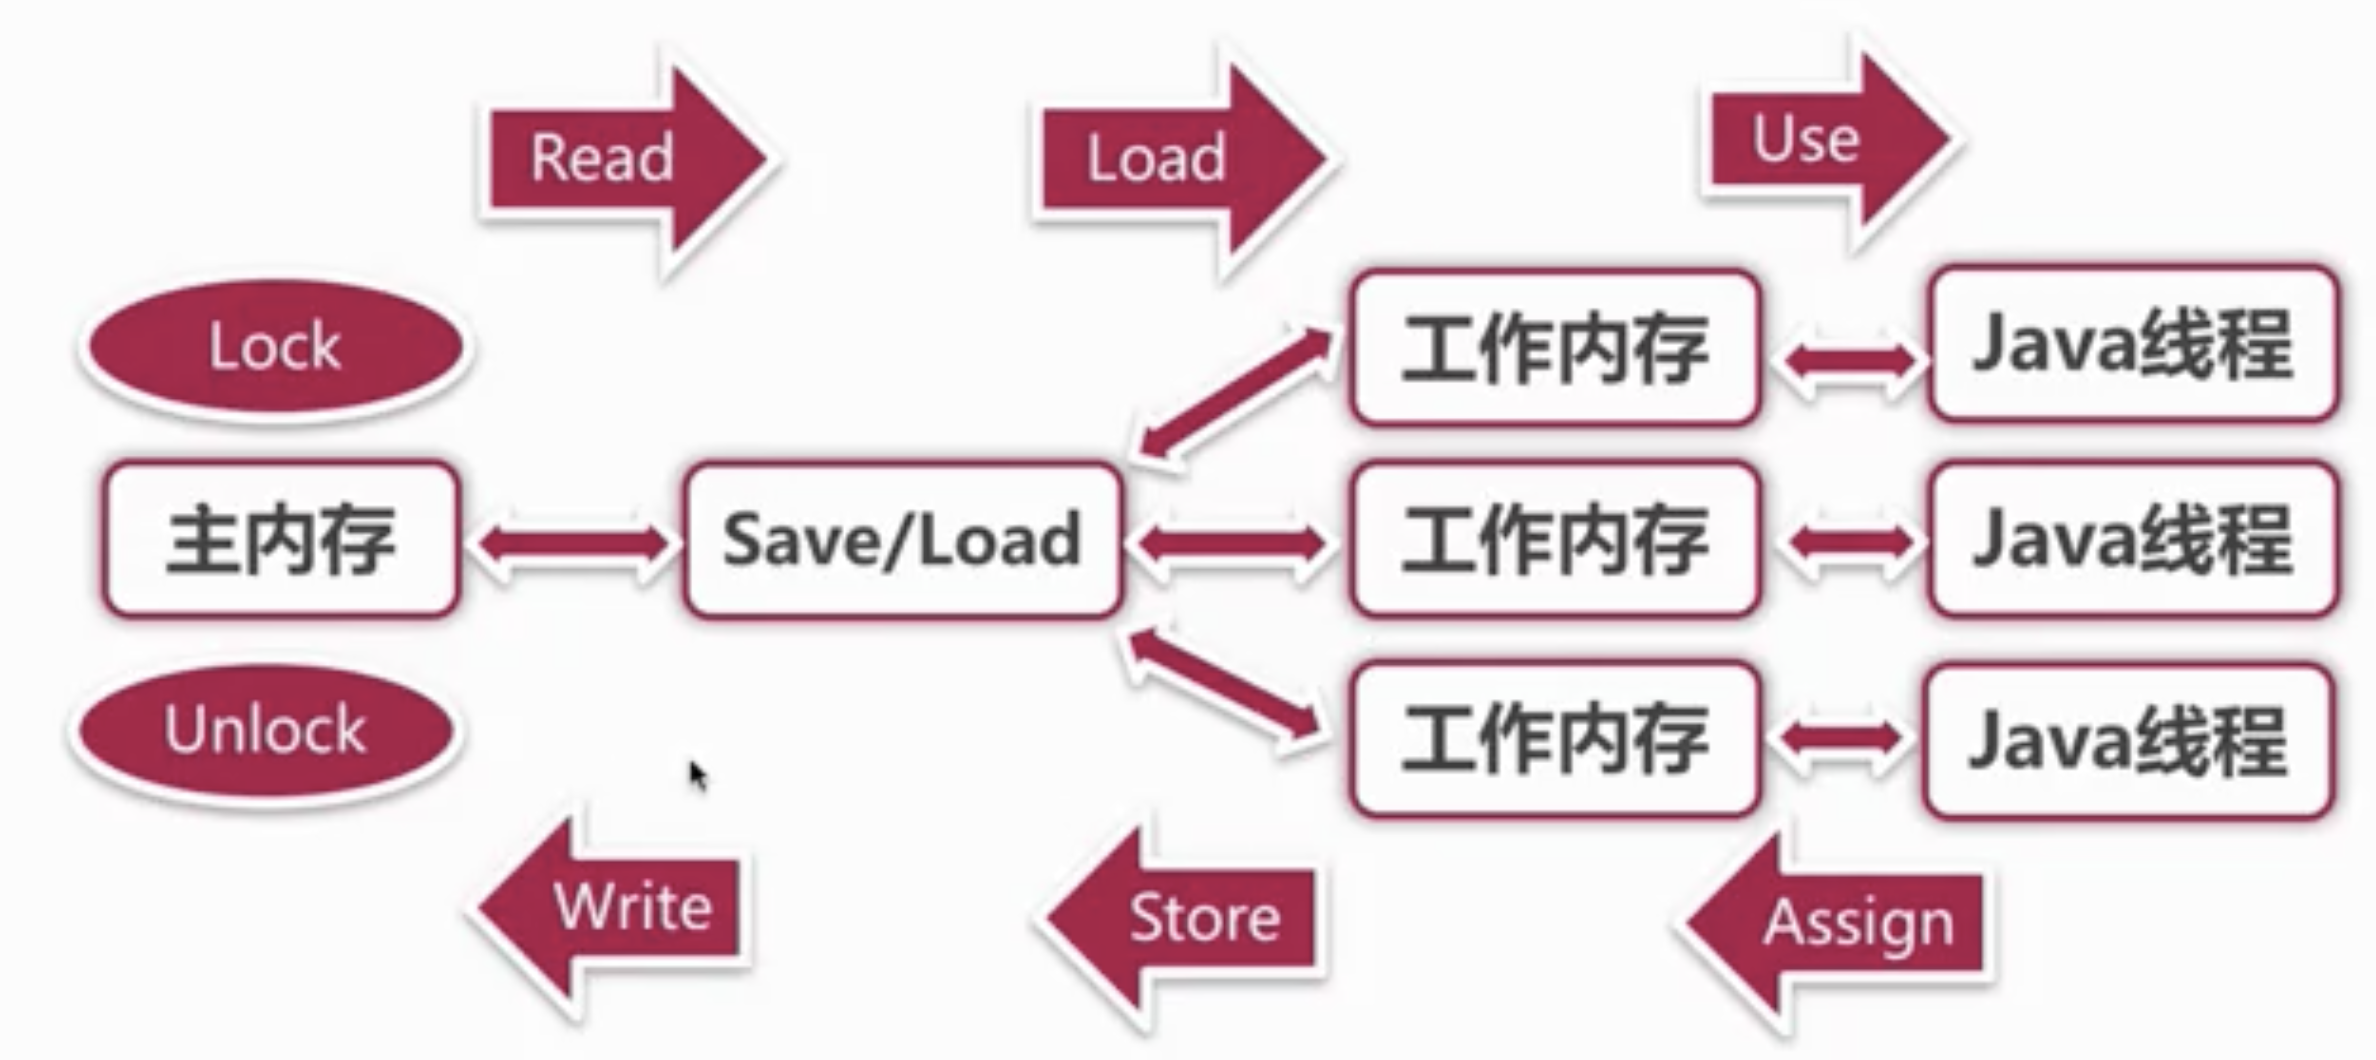 Read
Load
Use
Lock
工作内存
Java线程
主内存
Save/Load
工作内存
Java线程
Unlock
工作内存
Java线程
Write
Store
Assign